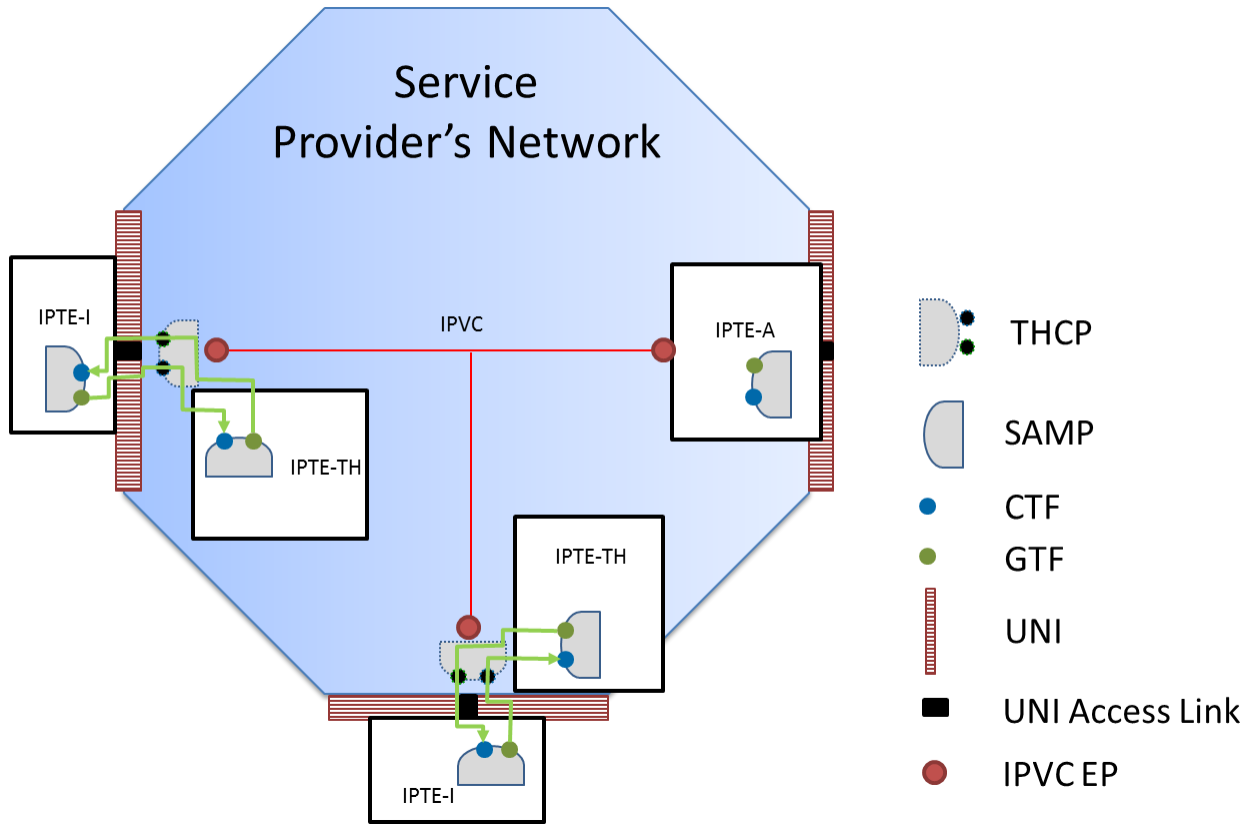 Service
Provider's Network
IPTE-I
IPVC
IPTE-A
IPTE-TH
IPTE-TH
IPTE-I
THCP
SAMP
CTF
GTF
UNI
UNI Access Link
IPVC EP